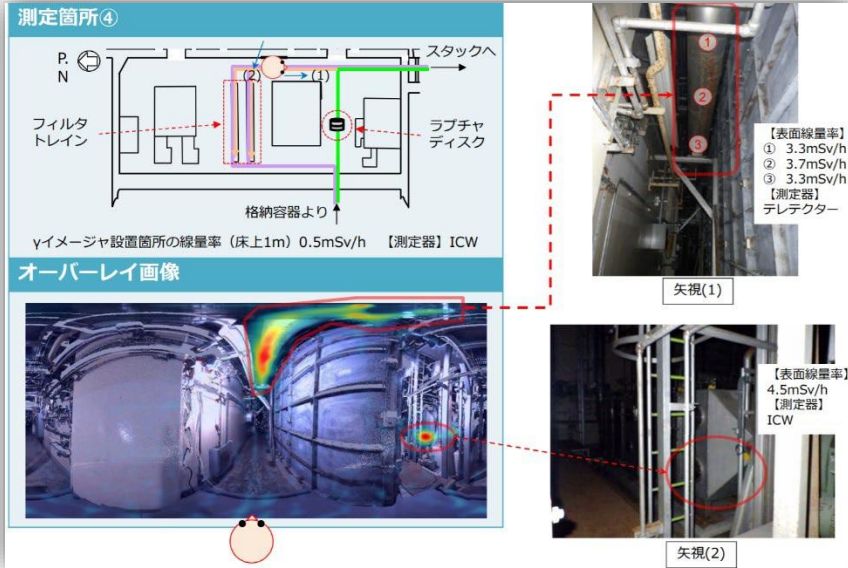 測定箇所④
P.
N
(2)
(1)
スタックへ
フィルタ
トレイン
ラプチャ
ディスク
格納容器より
γイメージャ設置箇所の線量率（床上1m）0.5mSv/h 【測定器】ICW
オーバーレイ画像
①
②
③
【表面線量率】
① 3.3mSv/h
② 3.7mSv/h
③ 3.3mSv/h
【測定器】
テレテクター
矢視(1)
【表面線量率】
4.5mSv/h
【測定器】
ICW
矢視(2)